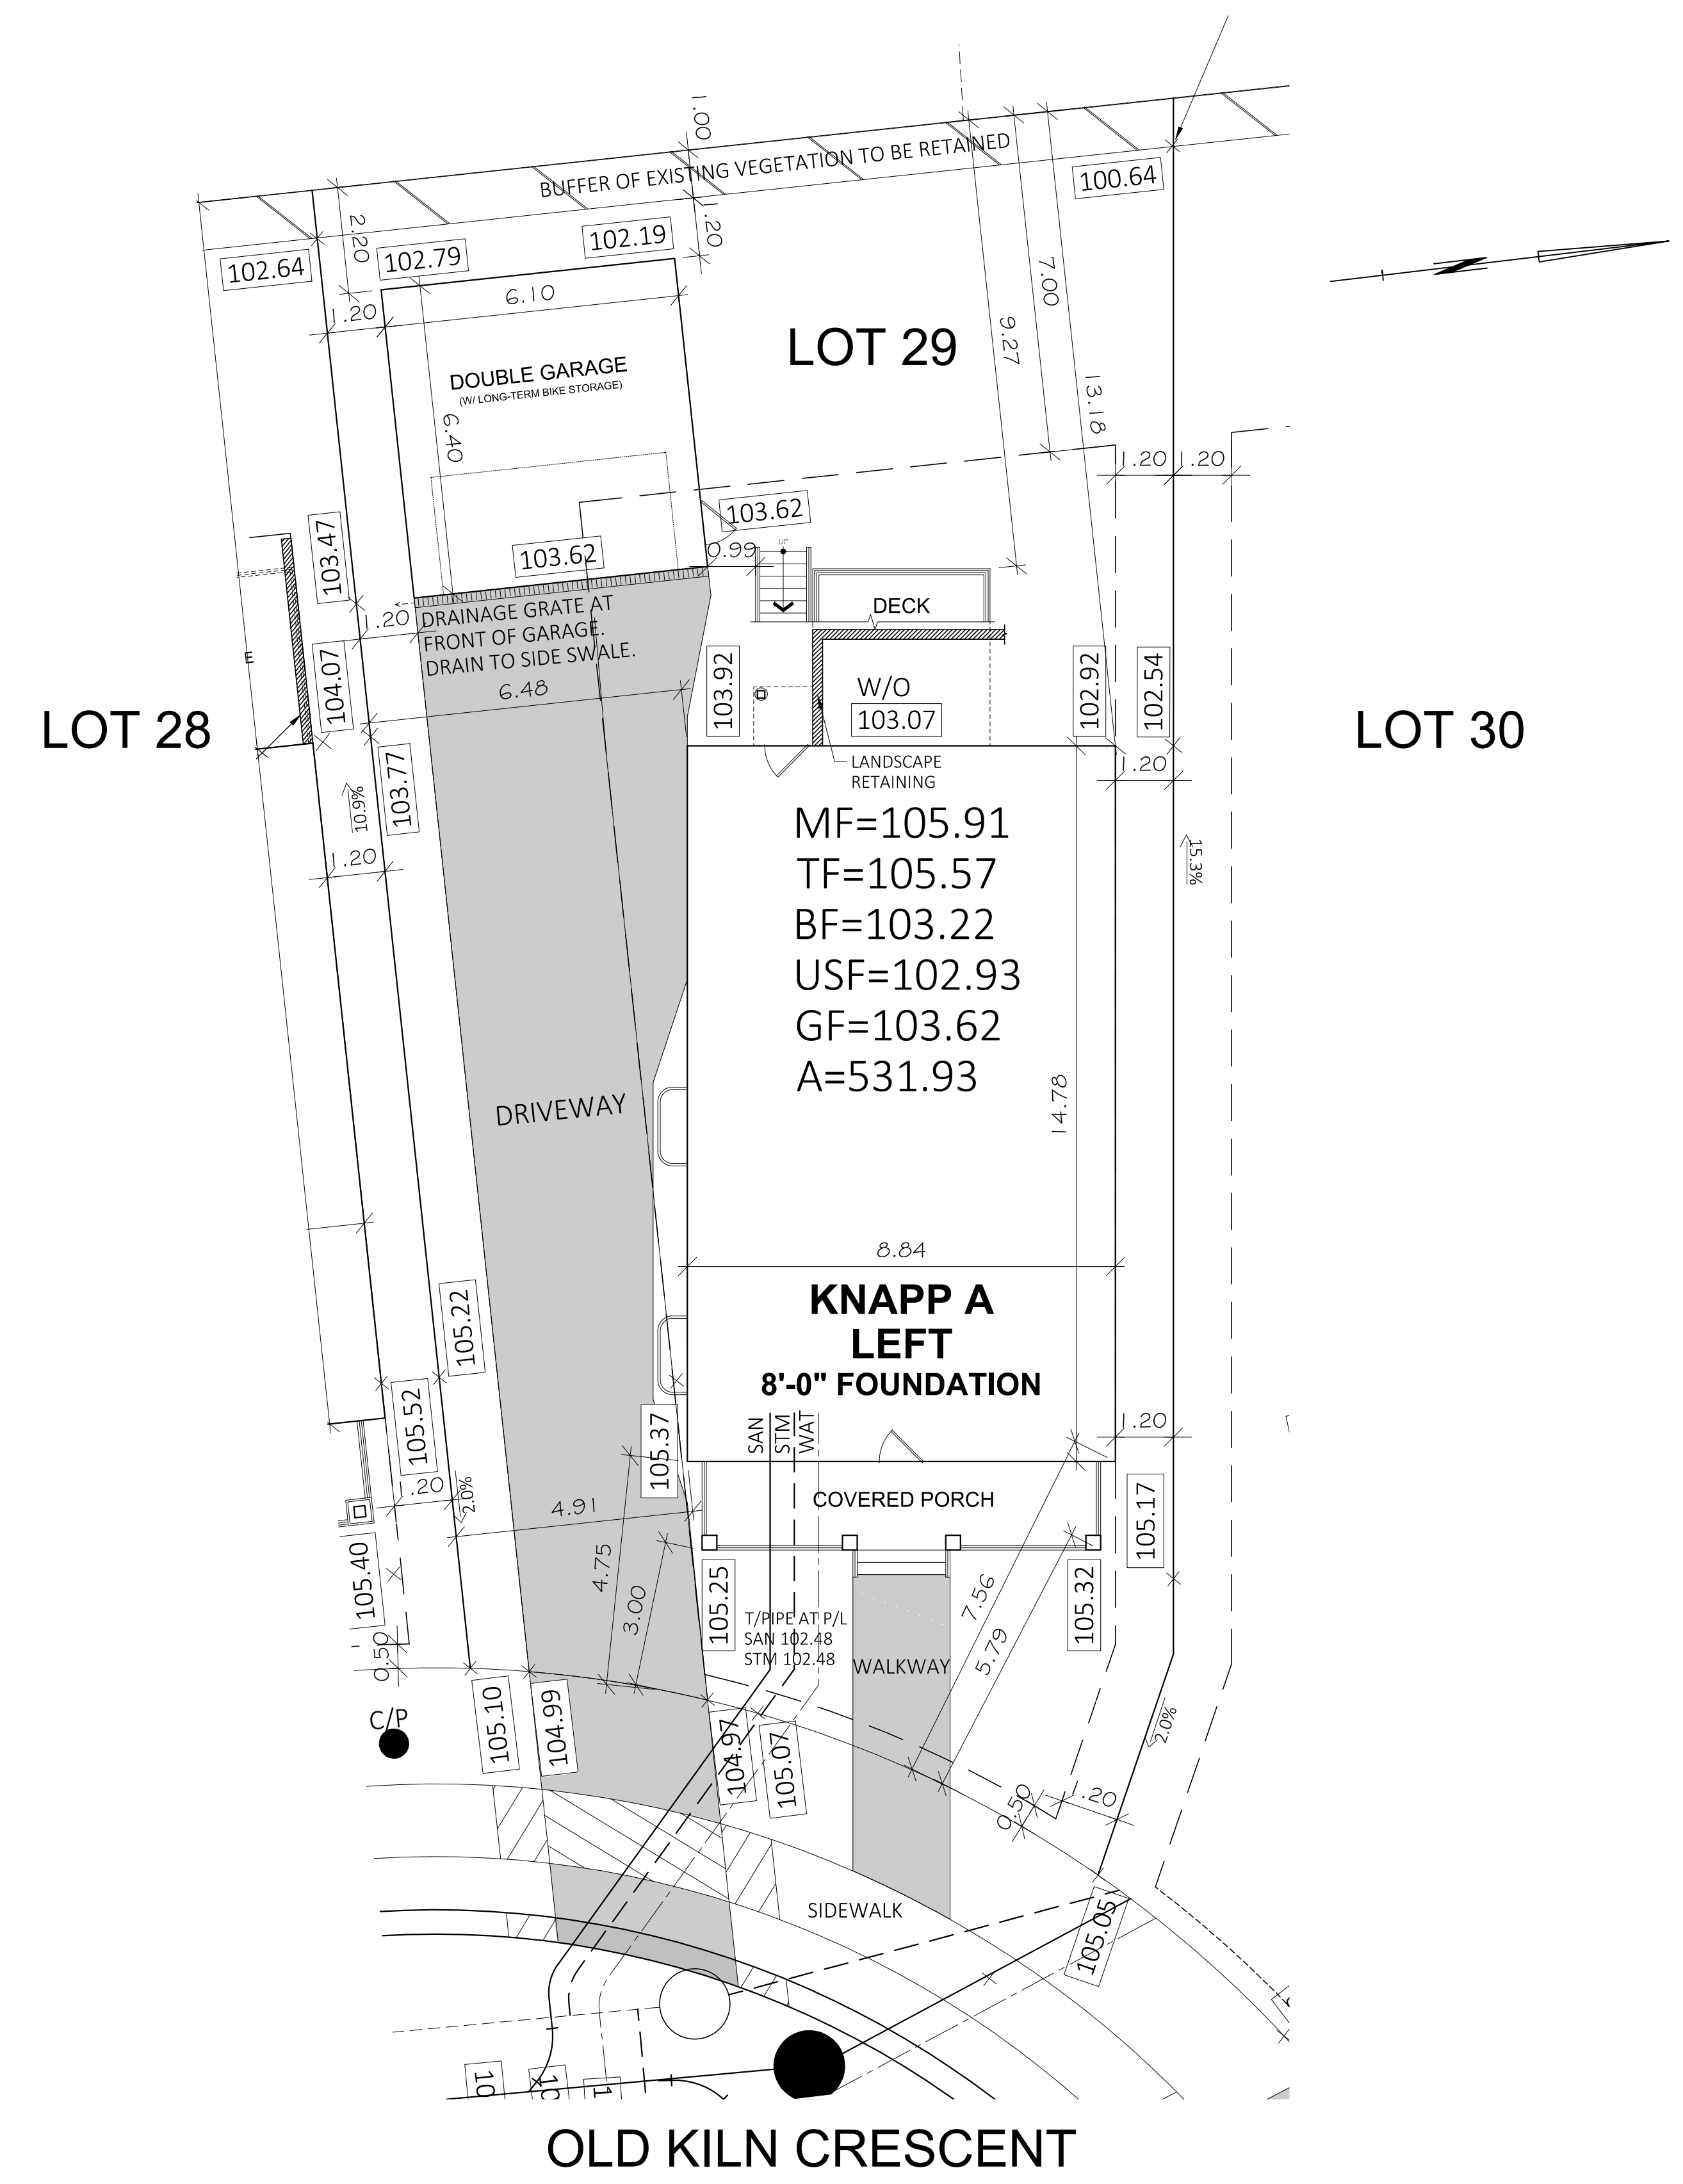 1.00
BUFFER OF EXISTING VEGETATION TO BE RETAINED
100.64
2.20
102.64
102.79
102.19
1.20
1.20
6.10
7.00
9.27
13.18
LOT 29
DOUBLE GARAGE
(W/ LONG-TERM BIKE STORAGE)
6.40
1.20
1.20
103.62
103.62
0.99
UP
103.47
1.20
DRAINAGE GRATE AT
FRONT OF GARAGE.
DRAIN TO SIDE SWALE.
DECK
104.07
6.48
103.92
W/O
103.07
102.92
102.54
LOT 28
LOT 30
LANDSCAPE
RETAINING
1.20
103.77
10.9%
15.3%
1.20
MF=105.91
TF=105.57
BF=103.22
USF=102.93
GF=103.62
A=531.93
DRIVEWAY
14.78
8.84
KNAPP A
LEFT
8'-0" FOUNDATION
105.22
105.52
105.37
SAN
STM
WAT
1.20
1.20
2.0%
4.91
COVERED PORCH
105.17
105.40
4.75
3.00
105.25
7.56
5.79
105.32
T/PIPE AT P/L
SAN 102.48
STM 102.48
WALKWAY
0.50
C/P
105.10
104.99
104.97
105.07
2.0%
0.50
1.20
SIDEWALK
105.05
10
10
1
OLD KILN CRESCENT